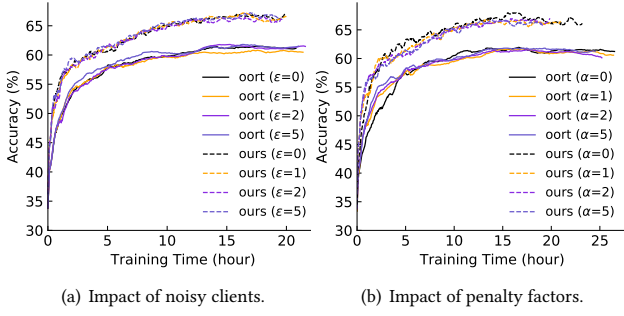 65
60
55
50
45
40
35
30
Accuracy (%)
oort (ε=0)
oort (ε=1)
oort (ε=2)
oort (ε=5)
ours (ε=0)
ours (ε=1)
ours (ε=2)
ours (ε=5)
0 5 10 15 20
Training Time (hour)
(a) Impact of noisy clients.
65
60
55
50
45
40
35
30
Accuracy (%)
oort (α=0)
oort (α=1)
oort (α=2)
oort (α=5)
ours (α=0)
ours (α=1)
ours (α=2)
ours (α=5)
0 5 10 15 20 25
Training Time (hour)
(b) Impact of penalty factors.